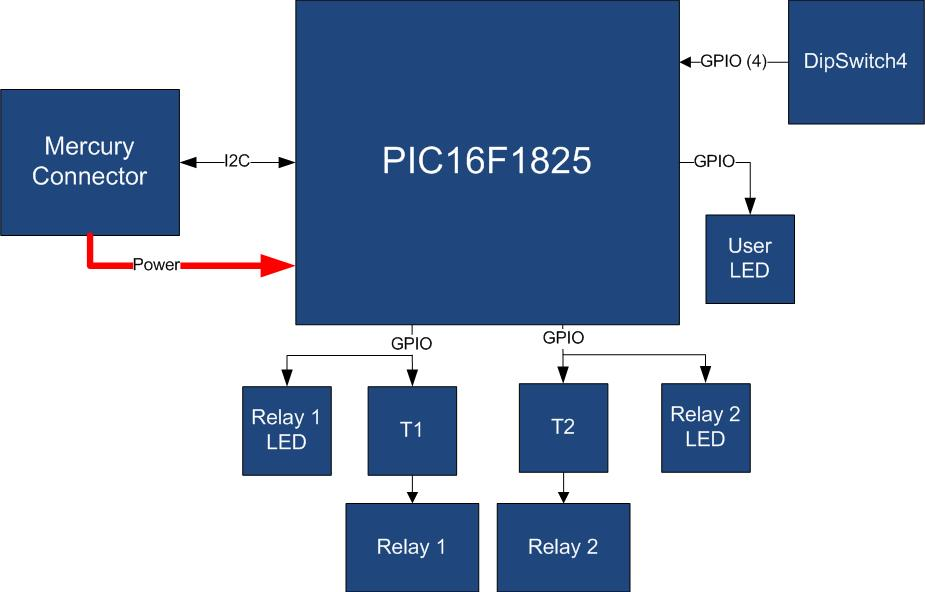 GPIO (4)
DipSwitch4
Mercury
Connector
I2C
PIC16F1825
GPIO
User
LED
Power
GPIO
GPIO
Relay 1
LED
T1
T2
Relay 2
LED
Relay 1
Relay 2